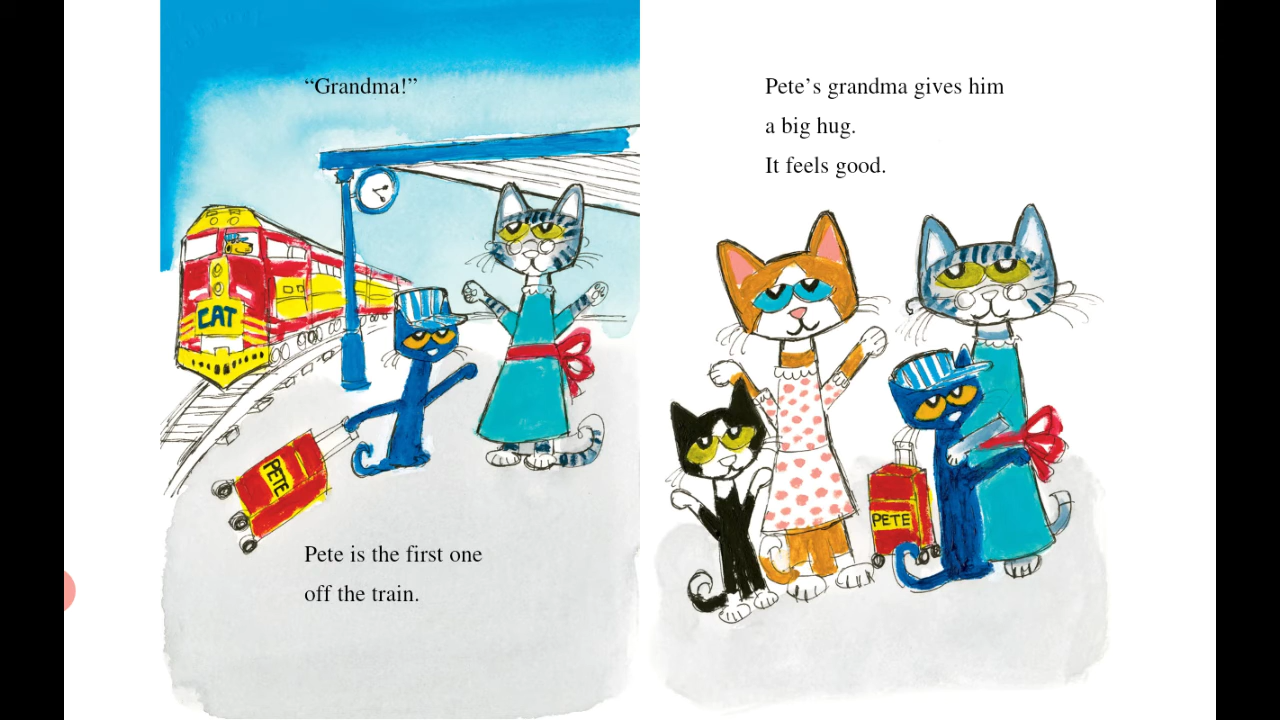 “Grandma!”
CAT
PETE
Pete is the first one
off the train.
Pete’s grandma gives him
a big hug.
It feels good.
PETE